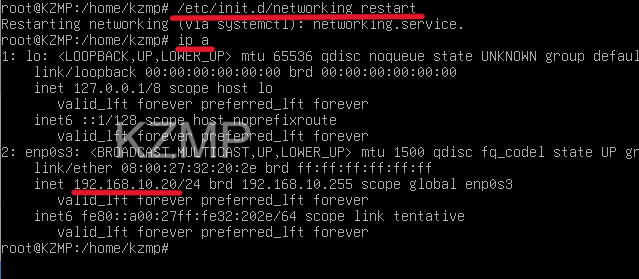 root@KZMP:/home/kzmp# /etc/init.d/networking restart
Restarting networking (via systemctl): networking.service.
root@KZMP:/home/kzmp# ip a
1: lo: <LOOPBACK,UP,LOWER_UP> mtu 65536 qdisc noqueue state UNKNOWN group defaul
link/loopback 00:00:00:00:00:00 brd 00:00:00:00:00:00
inet 127.0.0.1/8 scope host lo
valid_lft forever preferred_lft forever
inet6 ::1/128 scope host noprefixroute
valid_lft forever preferred_lft forever
KZMP
2: enp0s3: <BROADCAST,MULTICAST,UP,LOWER_UP> mtu 1500 qdisc fq_codel state UP gr
link/ether 08:00:27:32:20:2e brd ff:ff:ff:ff:ff:ff
inet 192.168.10.20/24 brd 192.168.10.255 scope global enp0s3
valid_lft forever preferred_lft forever
inet6 fe80::a00:27ff:fe32:202e/64 scope link tentative
valid_lft forever preferred_lft forever
root@KZMP:/home/kzmp#